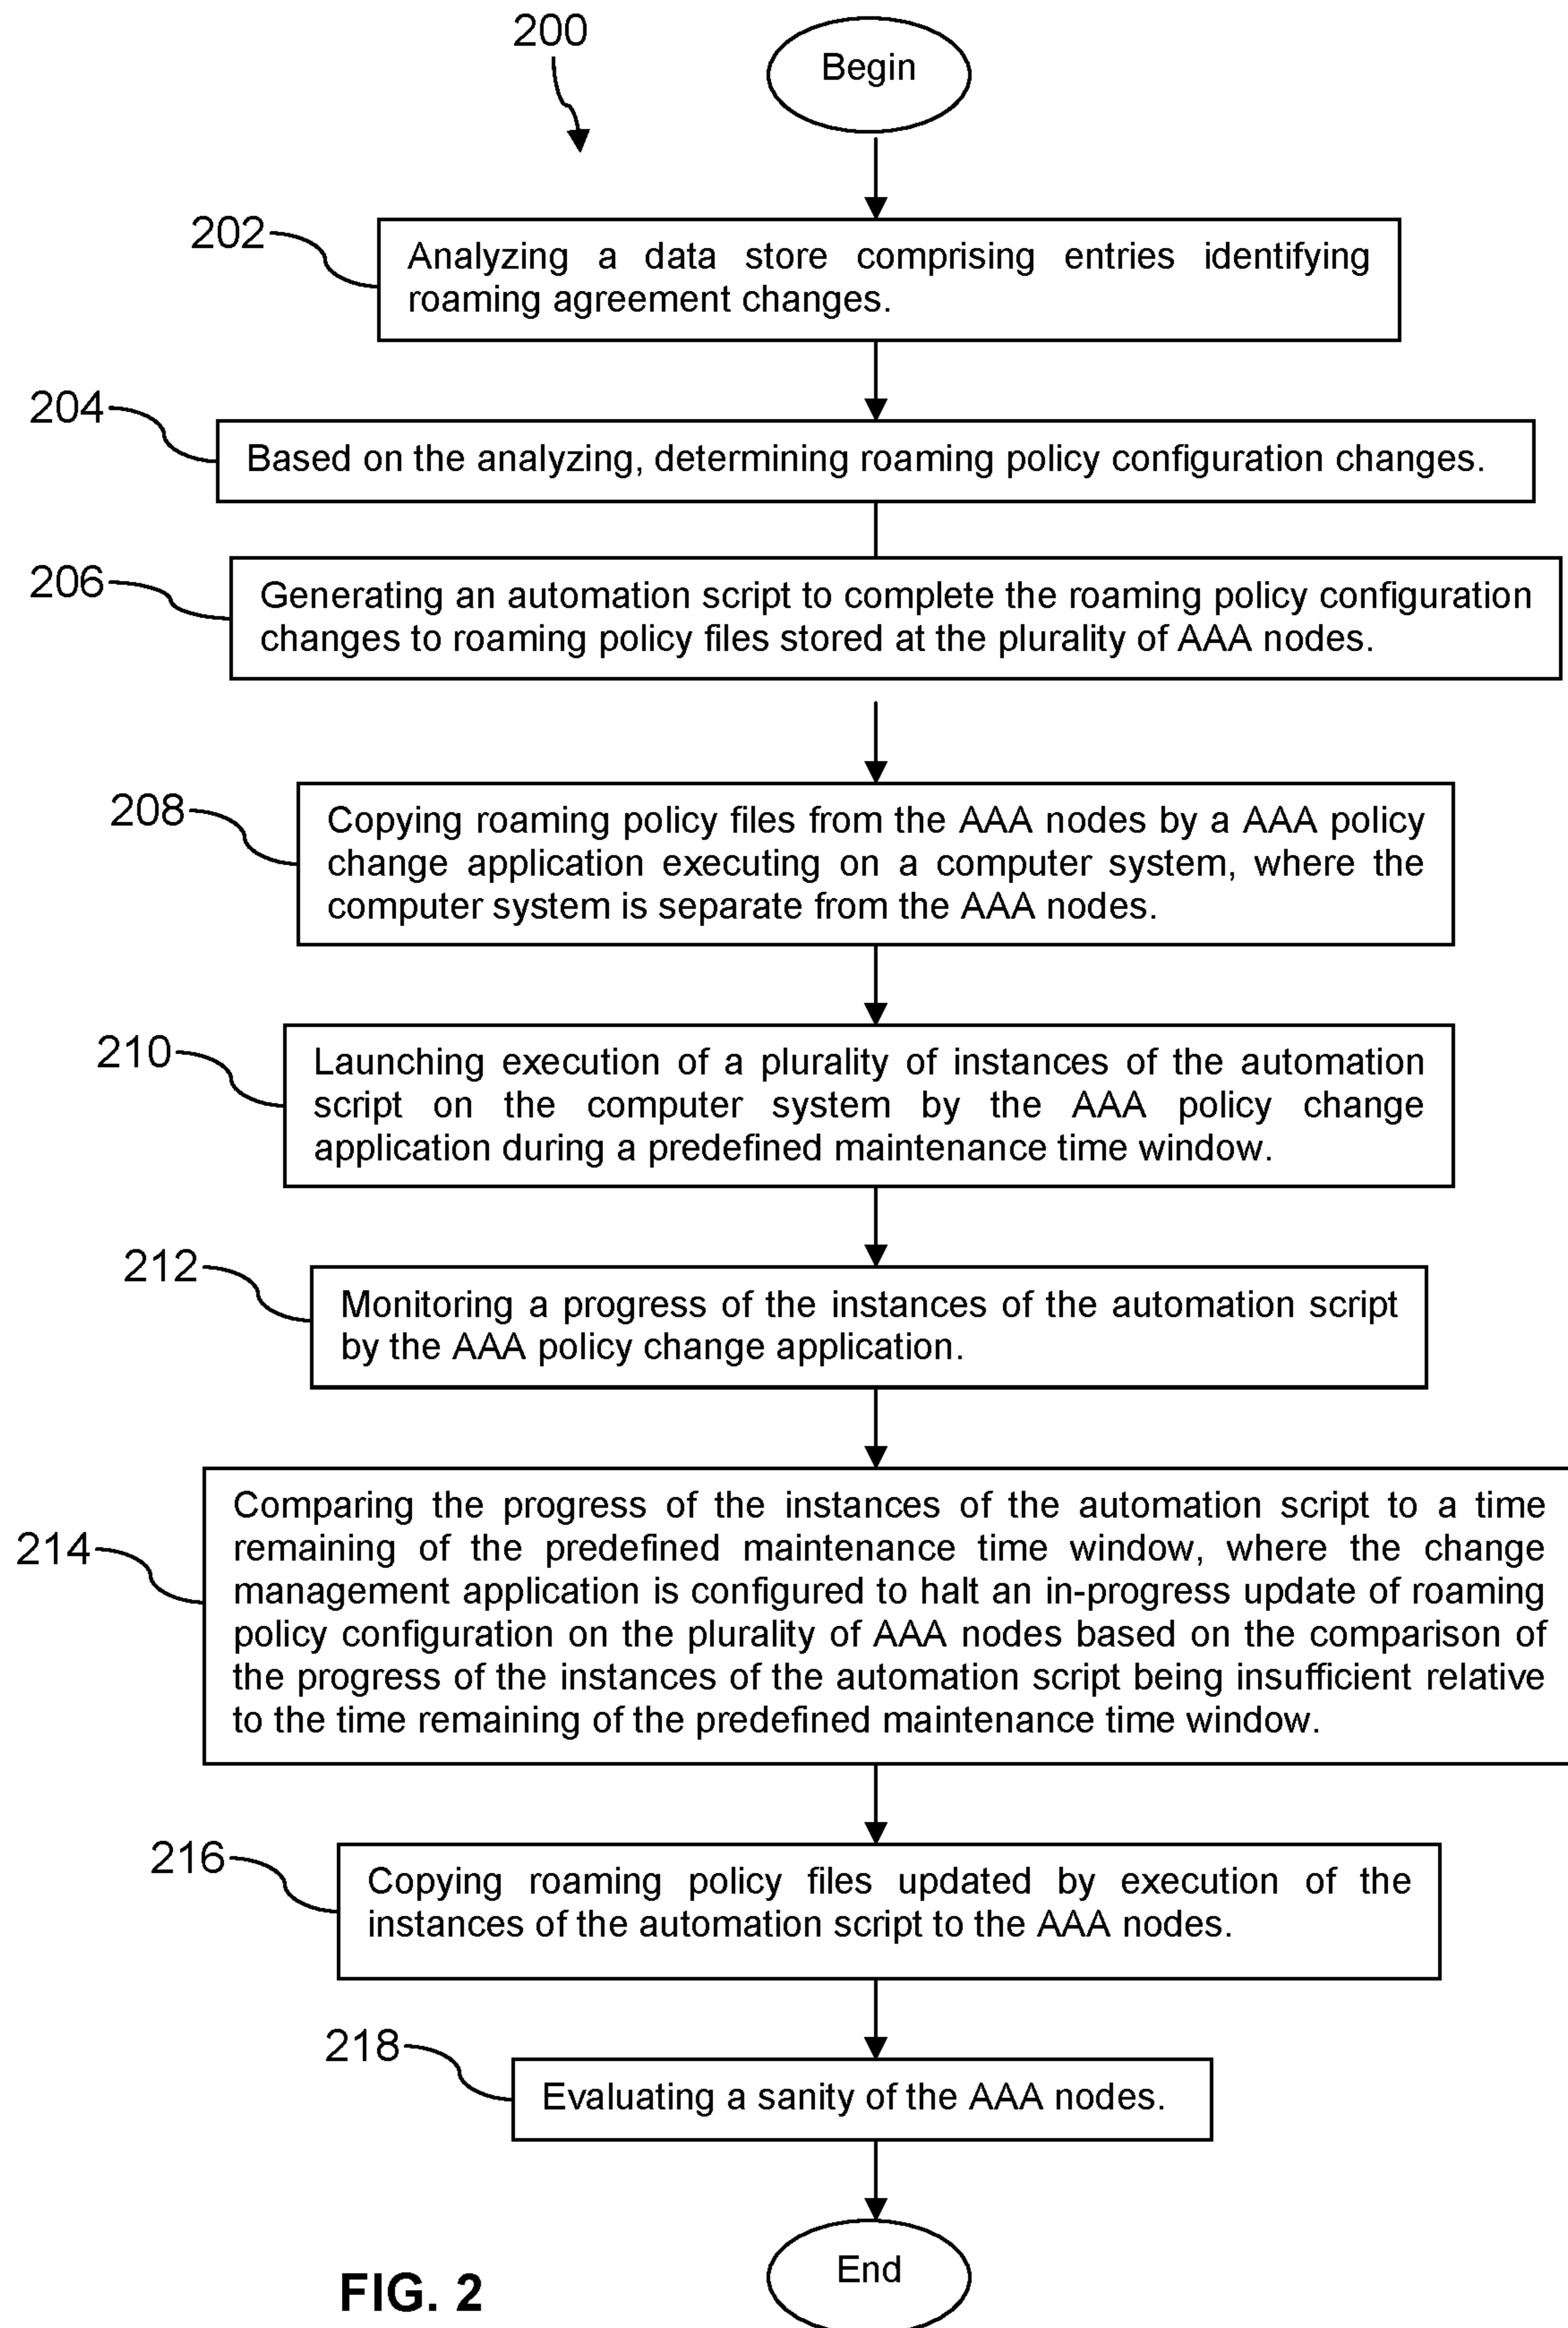 200
Begin
202
Analyzing a data store comprising entries identifying
roaming agreement changes.
204
Based on the analyzing, determining roaming policy configuration changes.
206
Generating an automation script to complete the roaming policy configuration
changes to roaming policy files stored at the plurality of AAA nodes.
208
Copying roaming policy files from the AAA nodes by a AAA policy
change application executing on a computer system, where the
computer system is separate from the AAA nodes.
210
Launching execution of a plurality of instances of the automation
script on the computer system by the AAA policy change
application during a predefined maintenance time window.
212
Monitoring a progress of the instances of the automation script
by the AAA policy change application.
214
Comparing the progress of the instances of the automation script to a time
remaining of the predefined maintenance time window, where the change
management application is configured to halt an in-progress update of roaming
policy configuration on the plurality of AAA nodes based on the comparison of
the progress of the instances of the automation script being insufficient relative
to the time remaining of the predefined maintenance time window.
216
Copying roaming policy files updated by execution of the
instances of the automation script to the AAA nodes.
218
Evaluating a sanity of the AAA nodes.
End
FIG. 2